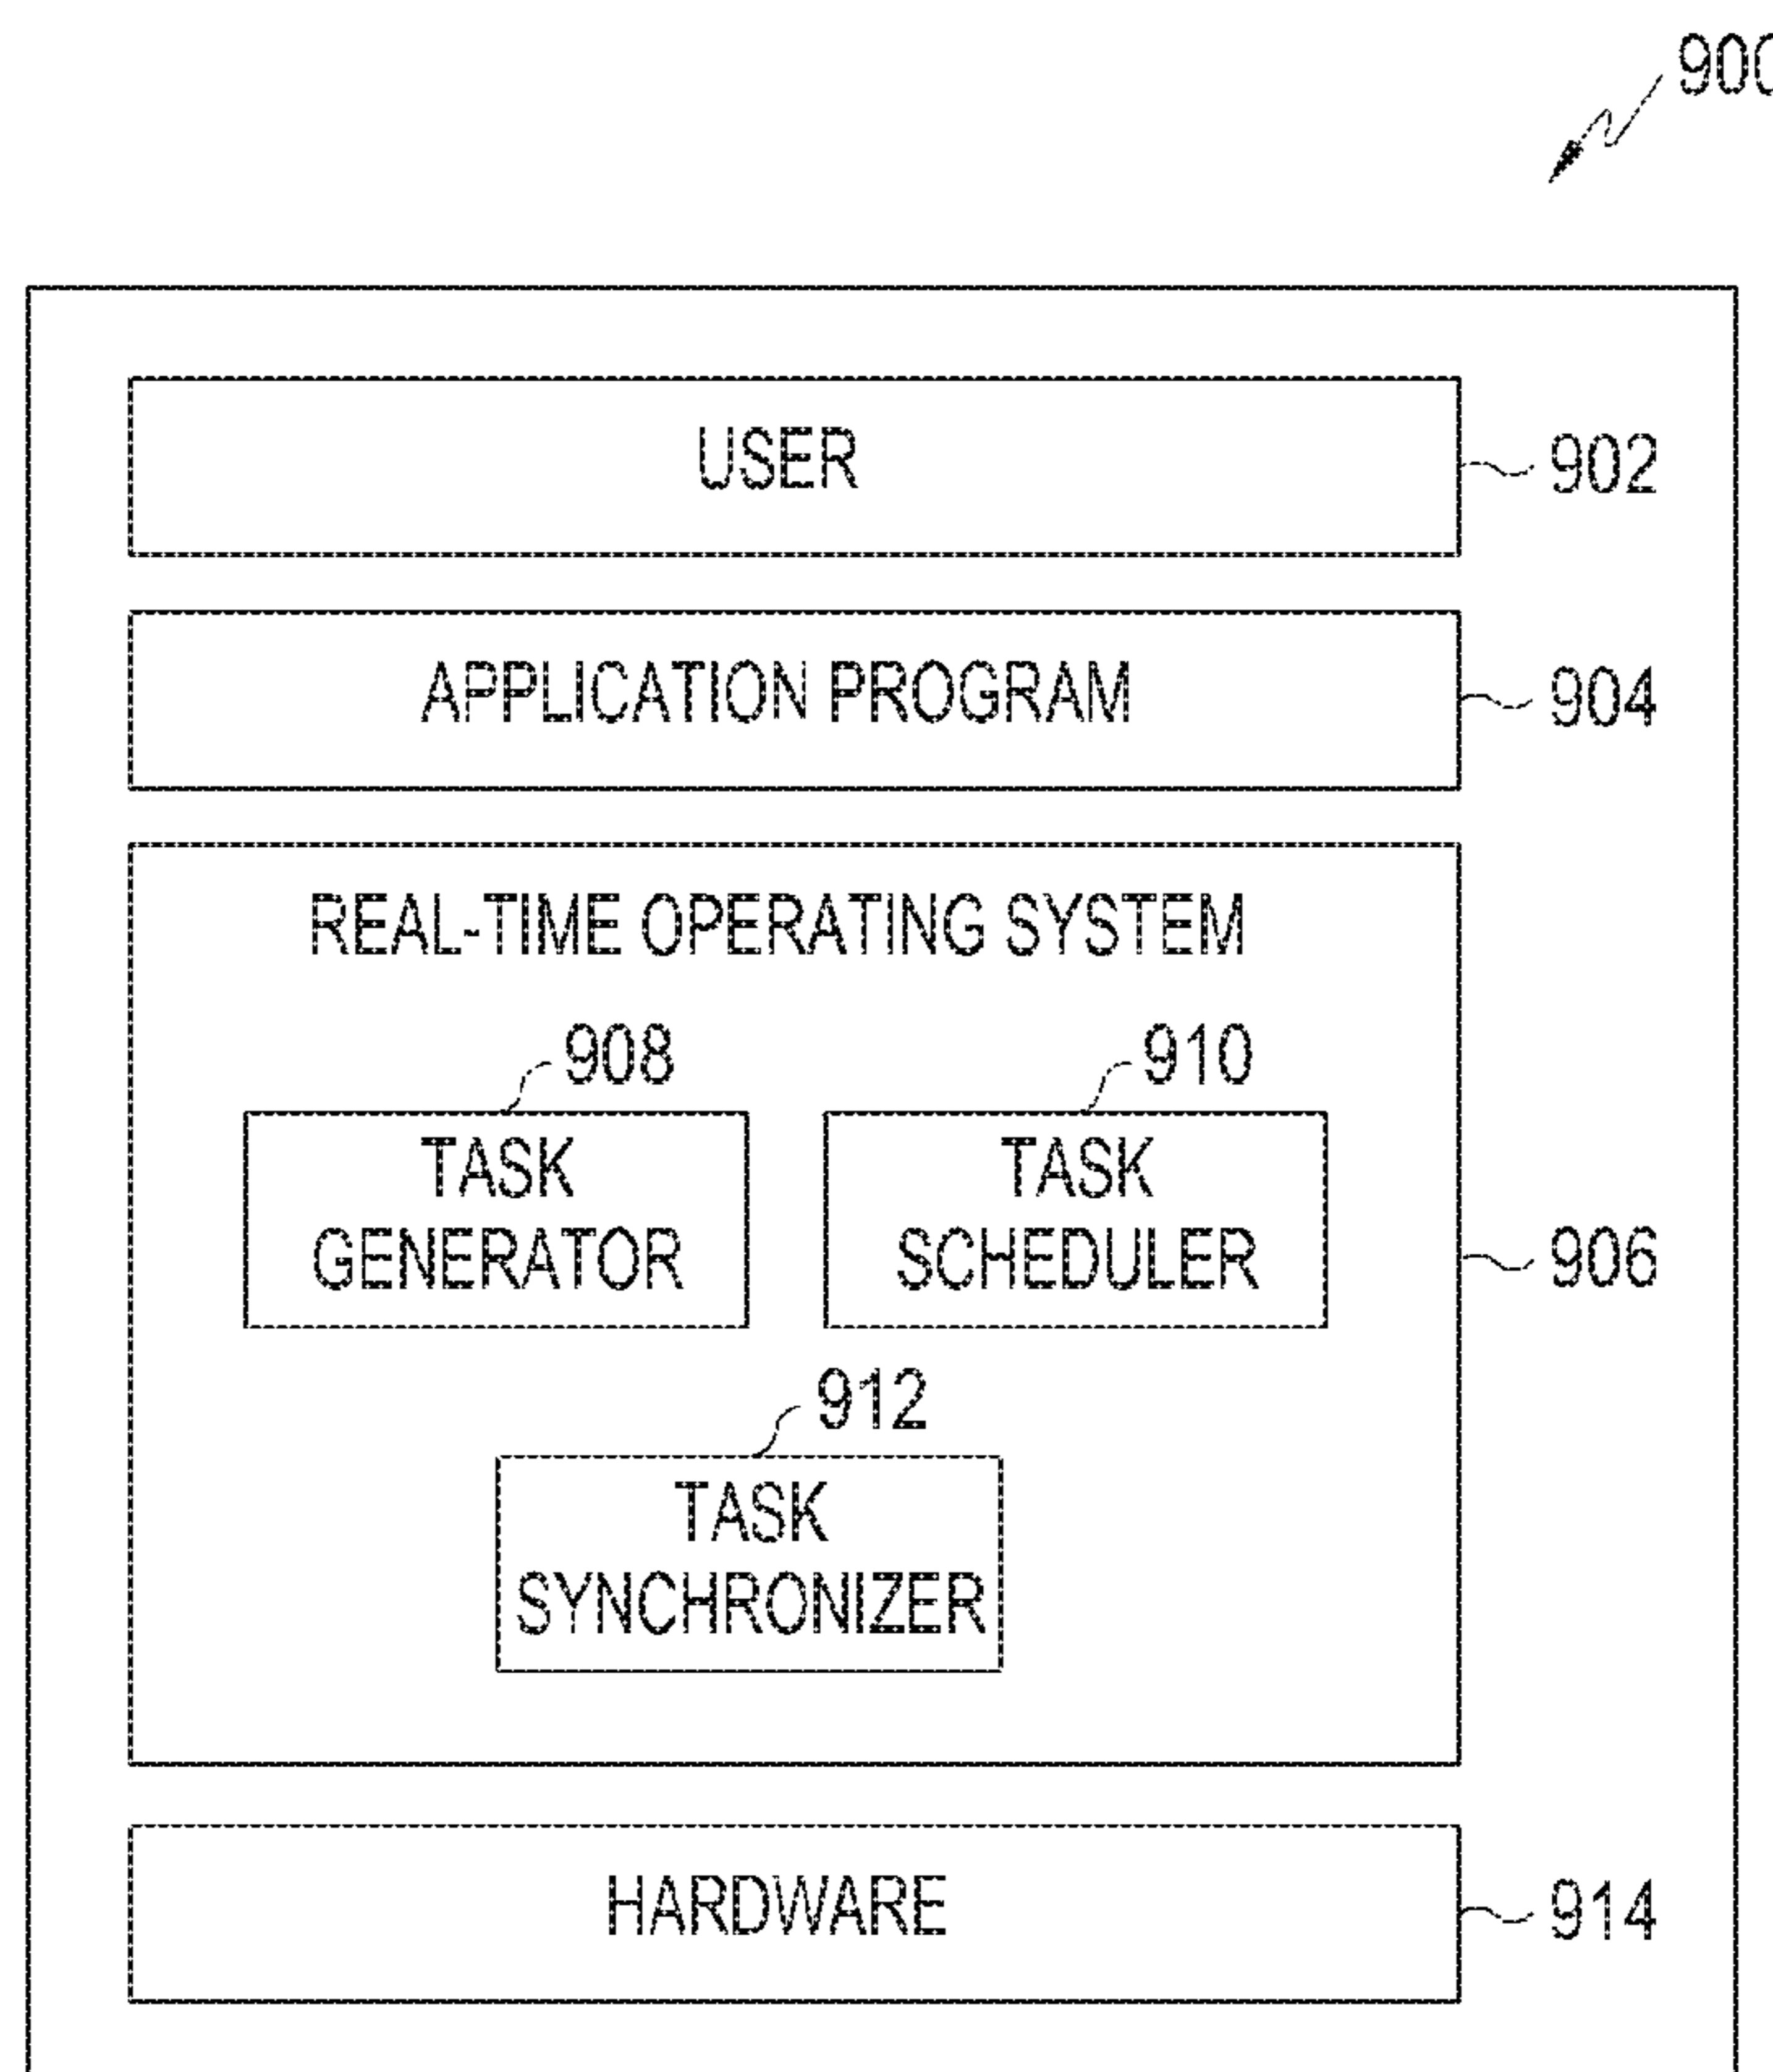 900
USER
902
APPLICATION PROGRAM
904
REAL-TIME OPERATING SYSTEM
908
910
TASK
GENERATOR
TASK
SCHEDULER
906
912
TASK
SYNCHRONIZER
HARDWARE
914